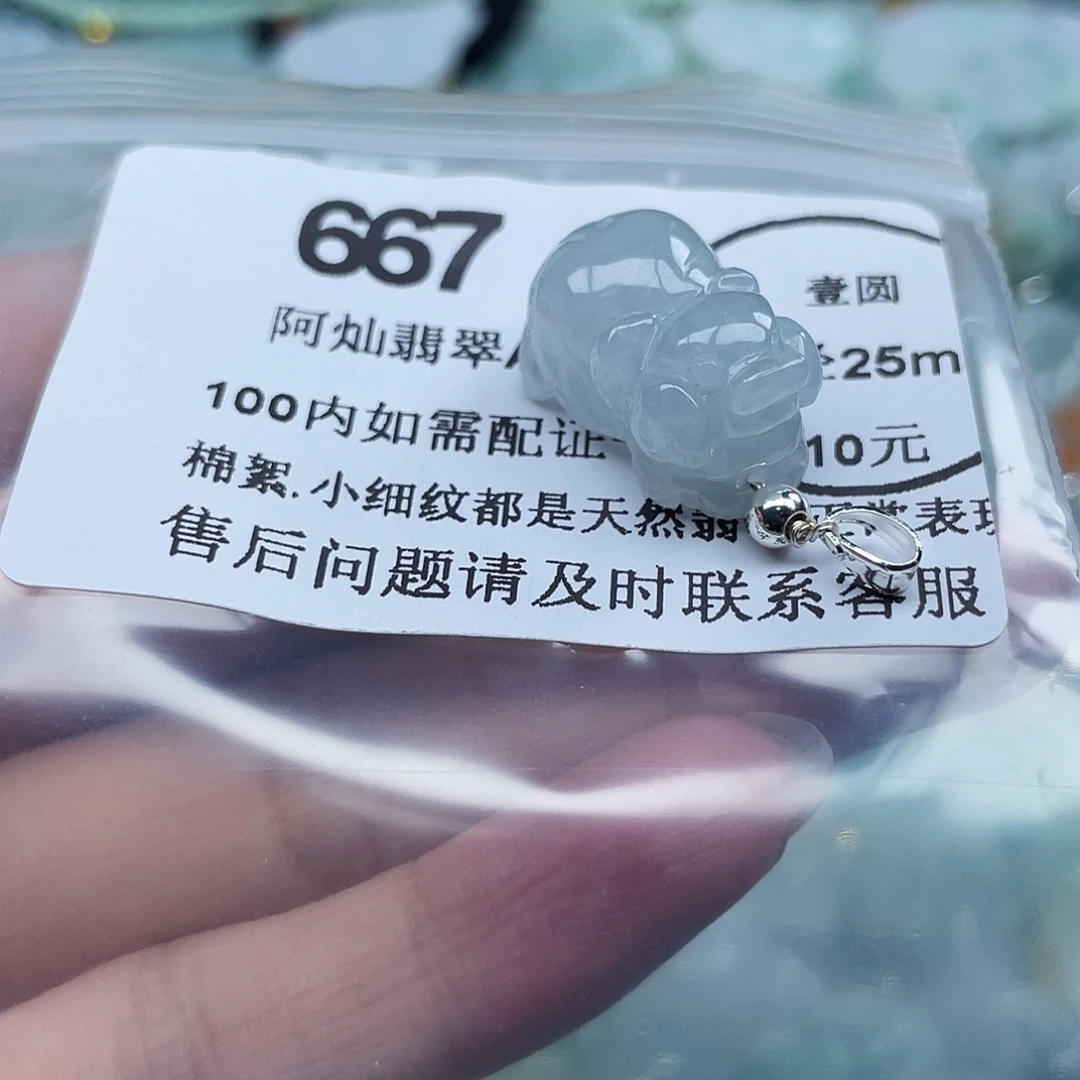 667
壹圆
阿灿翡翠
25m
100内如需配证
10元
棉絮.小细纹都是天然翡 表现
售后问题请及时联系客服